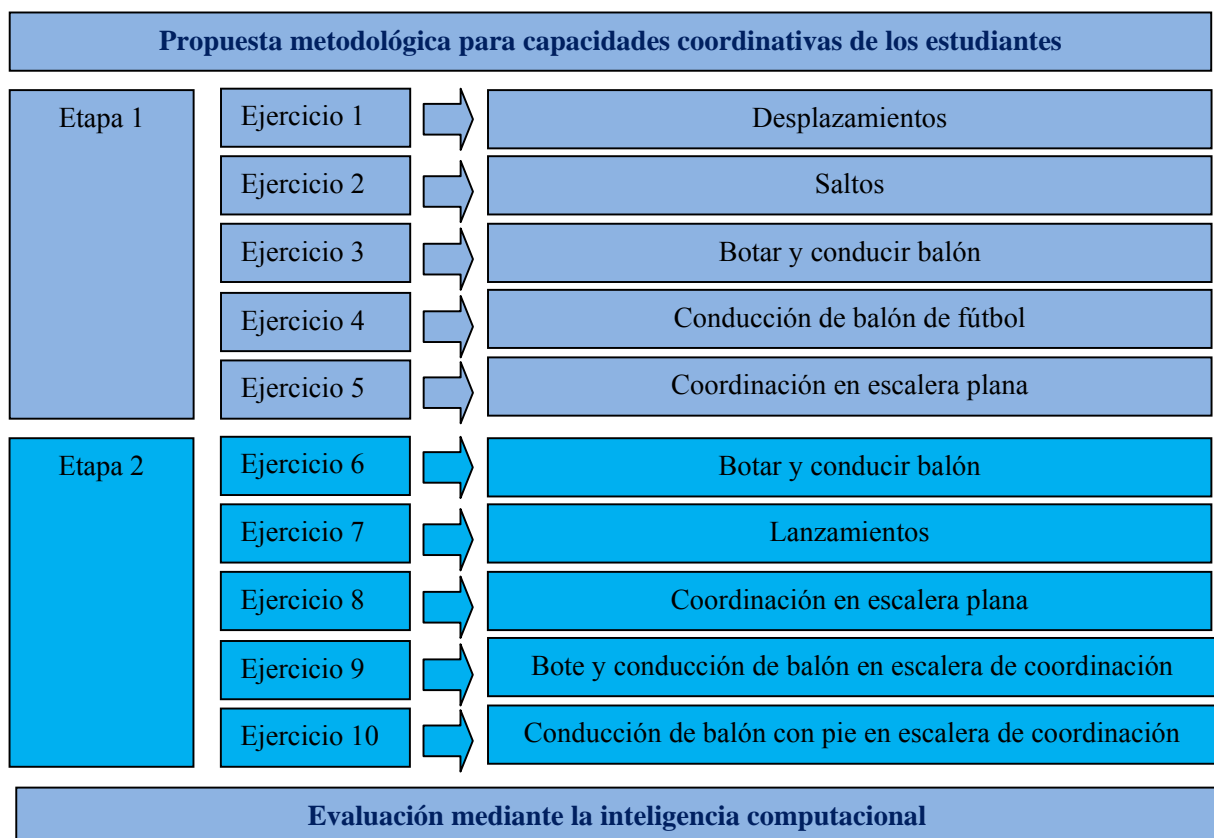 Propuesta metodológica para capacidades coordinativas de los estudiantes
Etapa 1
Ejercicio 1
Desplazamientos
Ejercicio 2
Saltos
Ejercicio 3
Botar y conducir balón
Ejercicio 4
Conducción de balón de fútbol
Ejercicio 5
Coordinación en escalera plana
Etapa 2
Ejercicio 6
Botar y conducir balón
Ejercicio 7
Lanzamientos
Ejercicio 8
Coordinación en escalera plana
Ejercicio 9
Bote y conducción de balón en escalera de coordinación
Ejercicio 10
Conducción de balón con pie en escalera de coordinación
Evaluación mediante la inteligencia computacional